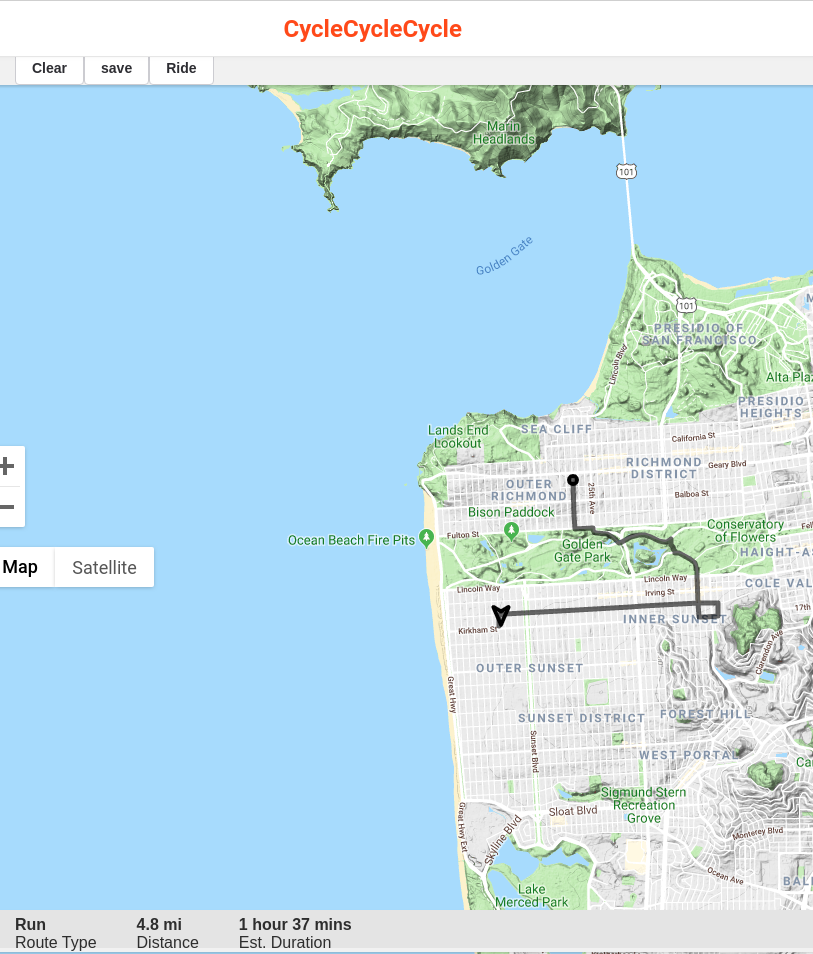 CycleCycleCycle
Clear save Ride
Marin
Headlands
101
Golden Gate
101
PRESIDIO OF
SAN FRANCISCO
Lincoln Blvd
Alta Pla
PRESIDIO
HEIGHTS
Lands End
Lookout
SEA CLIFF
California St
RICHMOND
DISTRICT
Geary Blvd
OUTER
RICHMOND
25th Ave
Balboa St
Bison Paddock
Conservatory
of Flowers
Ocean Beach Fire Pits
Fulton St
Golden
Gate Park
HAIGHT-AS
Map Satellite
Lincoln Way
Lincoln Way
Irving St
COLE VAL
17th
INNER SUNSET
Kirkham St
Clarendon Ave
OUTER SUNSET
Great Hwy
SUNSET DISTRICT
FOREST HILL
Sunset Blvd
WEST PORTAL
Ca
Sigmund Stern
Recreation
Grove
Sloat Blvd
Great Hwy Ext
Skyline Blvd
Monterey Blvd
Ocean Ave
BAL
Lake
Merced Park
Run 4.8 mi 1 hour 37 mins
Route Type Distance Est. Duration